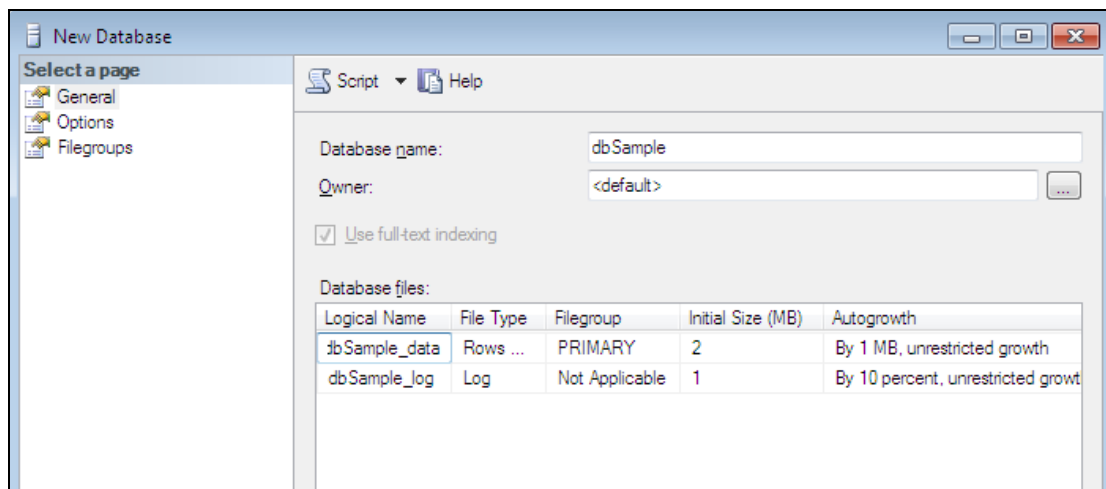 New Database
Select a page
General
Options
Filegroups
Script Help
Database name: dbSample
Owner: <default> ...
Use full-text indexing
Database files:
Logical Name File Type Filegroup Initial Size (MB) Autogrowth
dbSample_data Rows ... PRIMARY 2 By 1 MB, unrestricted growth
dbSample_log Log Not Applicable 1 By 10 percent, unrestricted growt